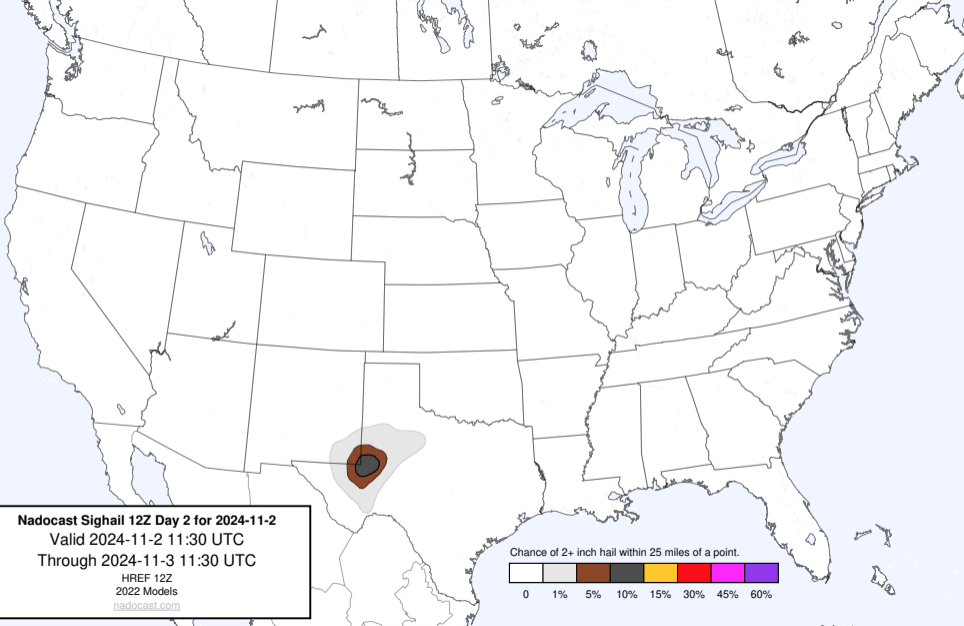 Nadocast Sighail 12Z Day 2 for 2024-11-2
Valid 2024-11-2 11:30 UTC
Through 2024-11-3 11:30 UTC
HREF 12Z
2022 Models
nadocast.com
Chance of 2+ inch hail within 25 miles of a point.
0 1% 5% 10% 15% 30% 45% 60%